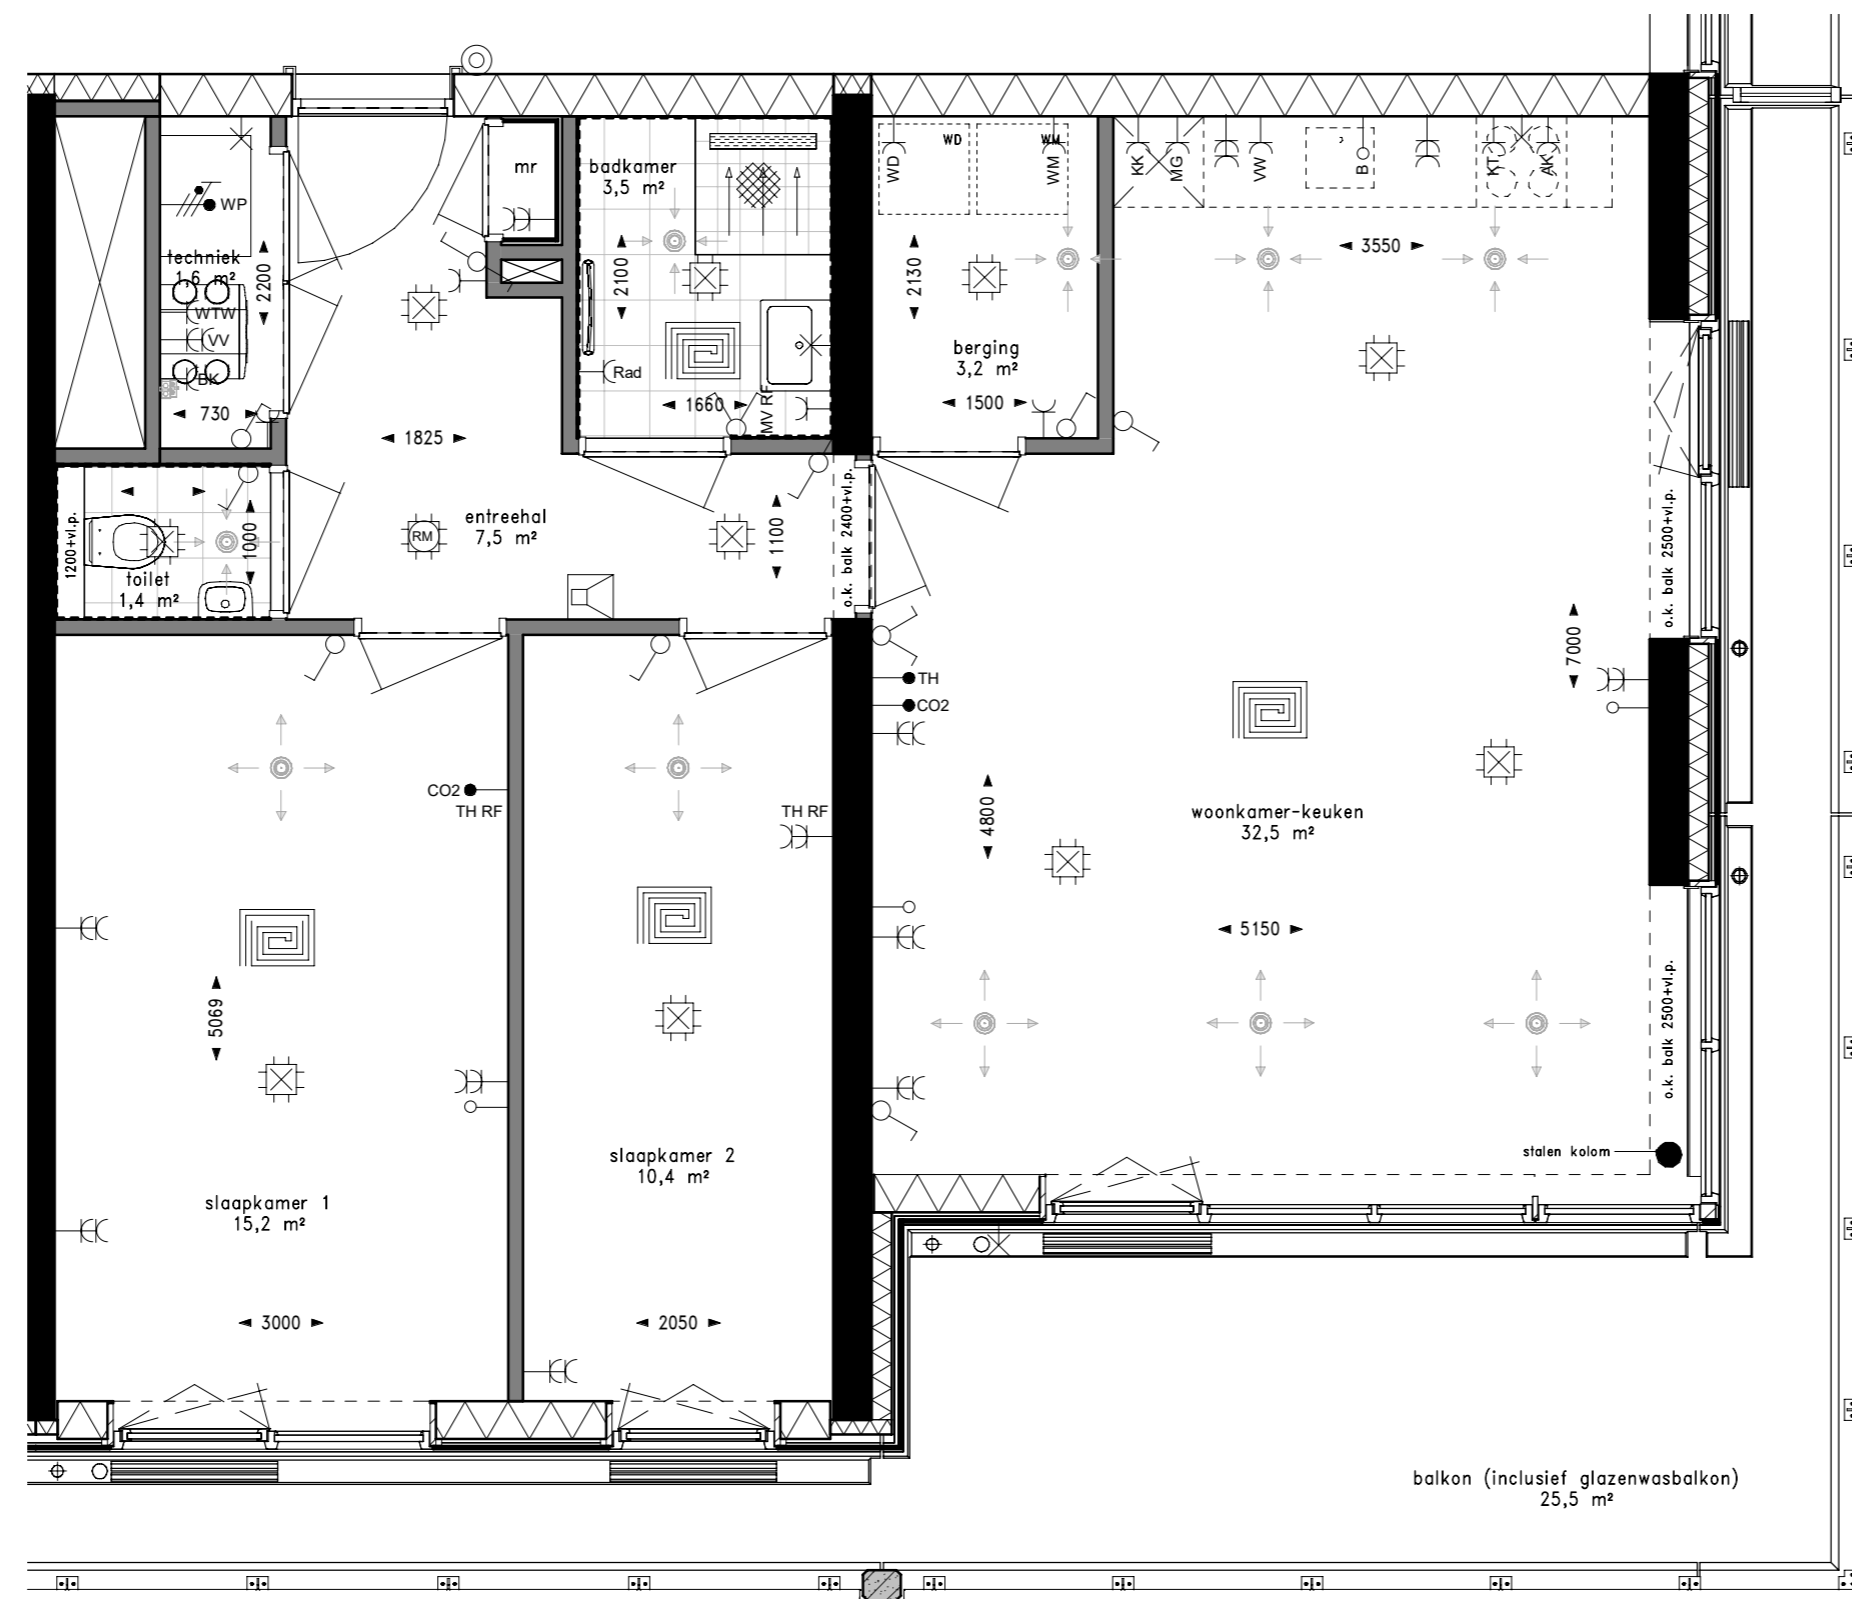 mr
badkamer
3,5 m²
WD
WM
WD
WM
KK
MG
VV
B
KT
AK
WP
techniek
1,6 m²
2200
2100
2130
3550
WTW
VV
BK
730
1825
Rad
1660
MV RF
berging
3,2 m²
1500
1200+vl.p.
1000
toilet
1,4 m²
RM
entreehal
7,5 m²
1100
o.k. balk 2400+vl.p.
o.k. balk 2500+vl.p.
7000
TH
CO2
CO2
TH RF
TH RF
4800
woonkamer-keuken
32,5 m²
5150
5069
o.k. balk 2500+vl.p.
stalen kolom
slaapkamer 2
10,4 m²
slaapkamer 1
15,2 m²
3000
2050
balkon (inclusief glazenwasbalkon)
25,5 m²